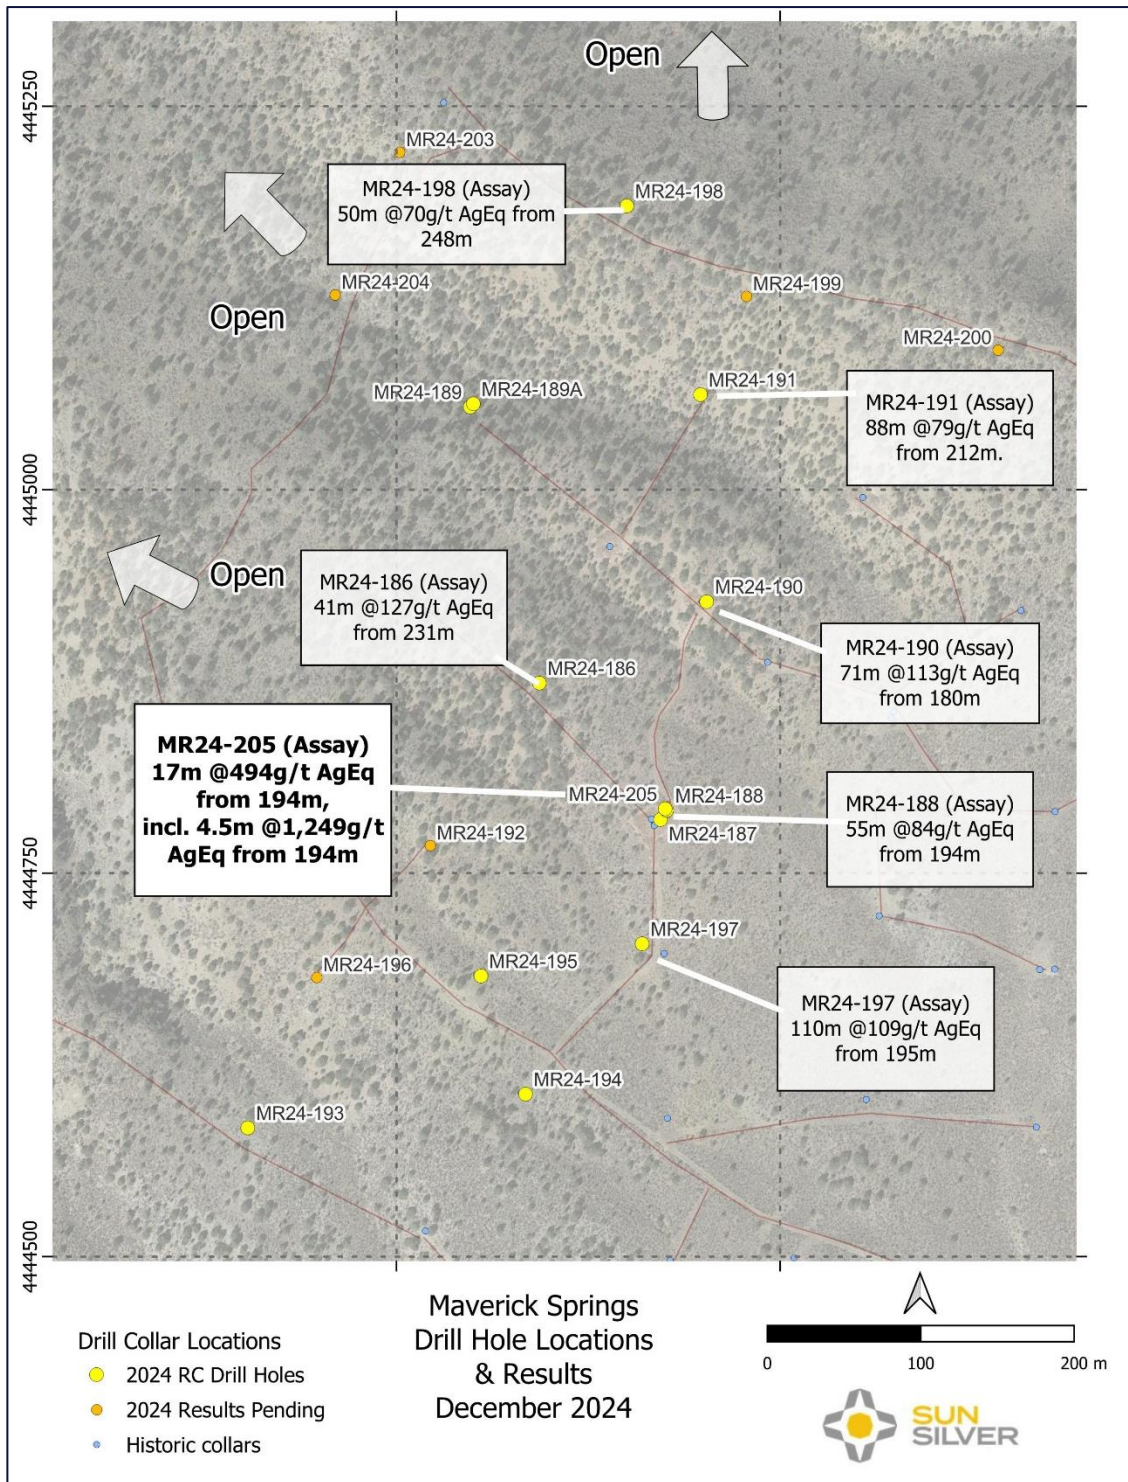 Open
4445250
MR24-203
MR24-198 (Assay)
50m @70g/t AgEq from
248m
MR24-198
MR24-204
MR24-199
Open
MR24-200
MR24-189
MR24-189A
MR24-191
MR24-191 (Assay)
88m @79g/t AgEq
from 212m.
4445000
Open
MR24-186 (Assay)
41m @127g/t AgEq
from 231m
MR24-190
MR24-190 (Assay)
71m @113g/t AgEq
from 180m
MR24-186
MR24-205 (Assay)
17m @494g/t AgEq
from 194m,
incl. 4.5m @1,249g/t
AgEq from 194m
MR24-205
MR24-188
MR24-187
MR24-188 (Assay)
55m @84g/t AgEq
from 194m
MR24-192
4444750
MR24-197
MR24-196
MR24-195
MR24-197 (Assay)
110m @109g/t AgEq
from 195m
MR24-194
MR24-193
4444500
Maverick Springs
Drill Hole Locations
& Results
December 2024
Drill Collar Locations
2024 RC Drill Holes
2024 Results Pending
Historic collars
0 100 200 m
SUN
SILVER